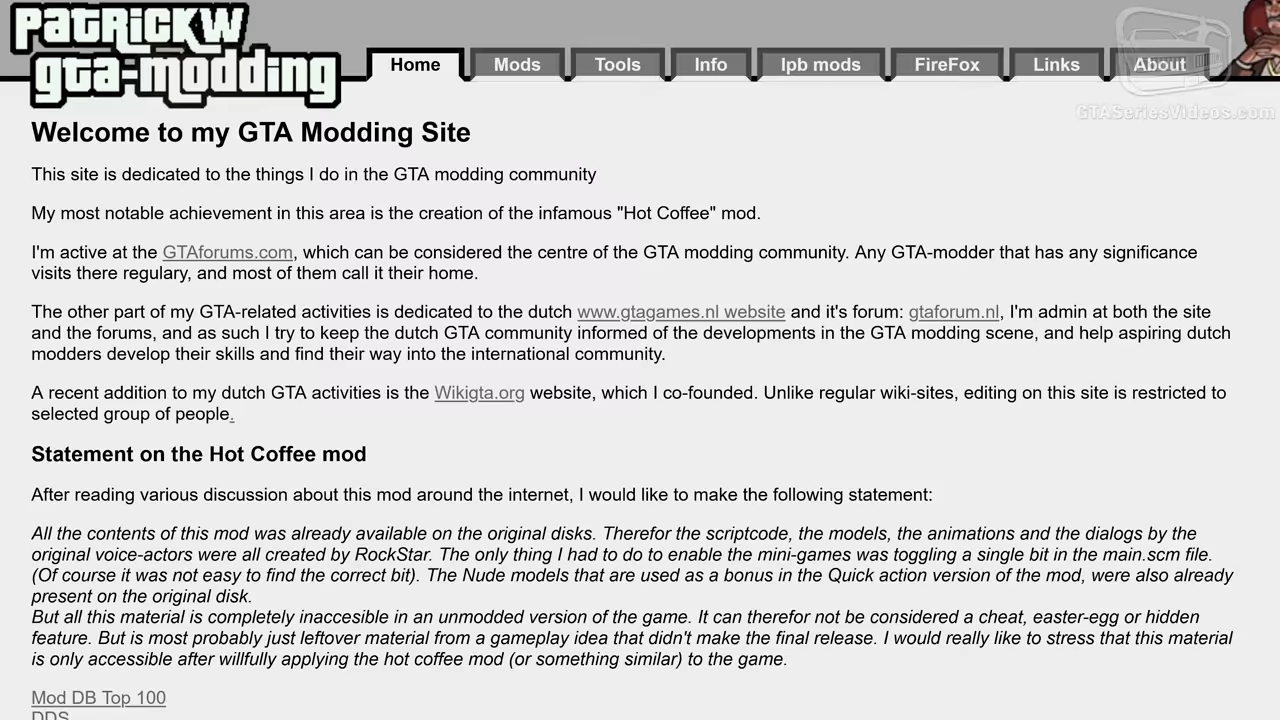 PATRICKW
gta-modding
Home Mods Tools Info Ipb mods FireFox Links About
GTASeriesVideos.com
Welcome to my GTA Modding Site
This site is dedicated to the things I do in the GTA modding community
My most notable achievement in this area is the creation of the infamous "Hot Coffee" mod.
I'm active at the GTAforums.com, which can be considered the centre of the GTA modding community. Any GTA-modder that has any significance
visits there regulary, and most of them call it their home.
The other part of my GTA-related activities is dedicated to the dutch www.gtagames.nl website and it's forum: gtaforum.nl, I'm admin at both the site
and the forums, and as such I try to keep the dutch GTA community informed of the developments in the GTA modding scene, and help aspiring dutch
modders develop their skills and find their way into the international community.
A recent addition to my dutch GTA activities is the Wikigta.org website, which I co-founded. Unlike regular wiki-sites, editing on this site is restricted to
selected group of people.
Statement on the Hot Coffee mod
After reading various discussion about this mod around the internet, I would like to make the following statement:
All the contents of this mod was already available on the original disks. Therefor the scriptcode, the models, the animations and the dialogs by the
original voice-actors were all created by RockStar. The only thing I had to do to enable the mini-games was toggling a single bit in the main.scm file.
(Of course it was not easy to find the correct bit). The Nude models that are used as a bonus in the Quick action version of the mod, were also already
present on the original disk.
But all this material is completely inaccesible in an unmodded version of the game. It can therefor not be considered a cheat, easter-egg or hidden
feature. But is most probably just leftover material from a gameplay idea that didn't make the final release. I would really like to stress that this material
is only accessible after willfully applying the hot coffee mod (or something similar) to the game.
Mod DB Top 100
DDS